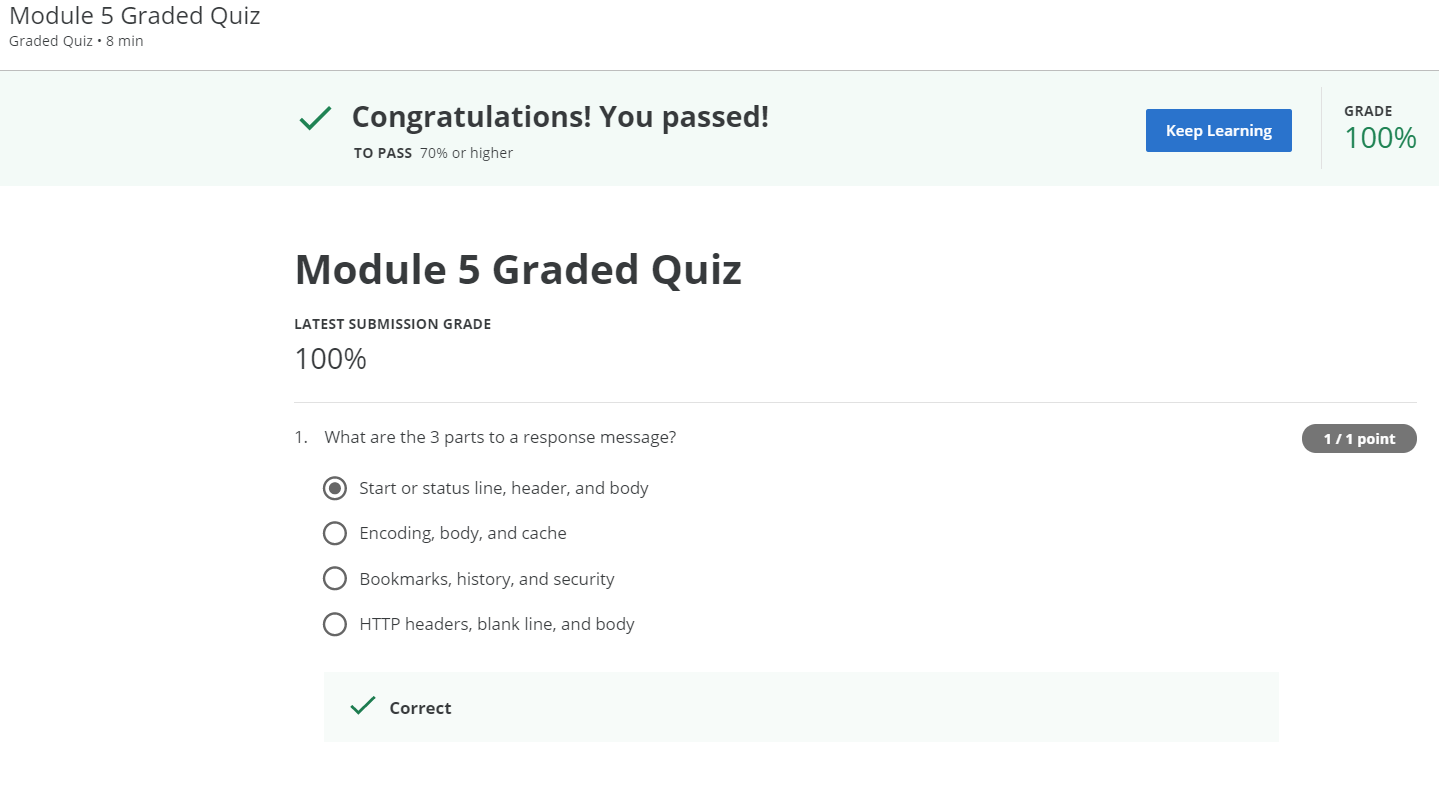 Module 5 Graded Quiz
Graded Quiz • 8 min
Congratulations! You passed!
TO PASS 70% or higher
Keep Learning
GRADE
100%
Module 5 Graded Quiz
LATEST SUBMISSION GRADE
100%
1. What are the 3 parts to a response message?
1 / 1 point
Start or status line, header, and body
Encoding, body, and cache
Bookmarks, history, and security
HTTP headers, blank line, and body
Correct